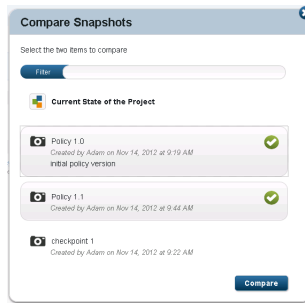 Compare Snapshots
Select the two items to compare
Filter
Current State of the Project
Policy 1.0
Created by Adam on Nov 14, 2012 at 9:19 AM
initial policy version
Policy 1.1
Created by Adam on Nov 14, 2012 at 9:44 AM
checkpoint 1
Created by Adam on Nov 14, 2012 at 9:22 AM
Compare